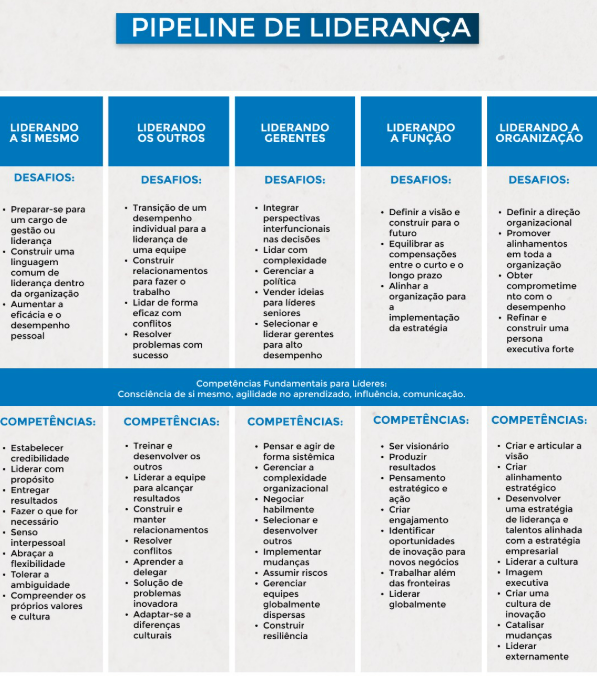 PIPELINE DE LIDERANÇA
LIDERANDO
A SI MESMO
DESAFIOS:
• Preparar-se para
um cargo de
gestão ou
liderança
• Construir uma
linguagem
comum de
liderança dentro
da organização
• Aumentar a
eficácia e o
desempenho
pessoal
LIDERANDO
OS OUTROS
DESAFIOS:
• Transição de um
desempenho
individual para a
liderança de
uma equipe
• Construir
relacionamentos
para fazer o
trabalho
• Lidar de forma
eficaz com
conflitos
• Resolver
problemas com
sucesso
LIDERANDO
GERENTES
DESAFIOS:
• Integrar
perspectivas
interfuncionais
nas decisões
• Lidar com
complexidade
• Gerenciar a
política
• Vender ideias
para líderes
seniores
• Selecionar e
liderar gerentes
para alto
desempenho
LIDERANDO
A FUNÇÃO
DESAFIOS:
• Definir a visão e
construir para o
futuro
• Equilibrar as
compensações
entre o curto e o
longo prazo
• Alinhar a
organização para
a
implementação
da estratégia
LIDERANDO A
ORGANIZAÇÃO
DESAFIOS:
• Definir a direção
organizacional
• Promover
alinhamentos
em toda a
organização
• Obter
comprometime
nto com o
desempenho
• Refinar e
construir uma
persona
executiva forte
Competências Fundamentais para Líderes:
Consciência de si mesmo, agilidade no aprendizado, influência, comunicação.
COMPETÊNCIAS:
• Estabelecer
credibilidade
• Liderar com
propósito
• Entregar
resultados
• Fazer o que for
necessário
• Senso
interpessoal
• Abraçar a
flexibilidade
• Tolerar a
ambiguidade
• Compreender os
próprios valores
e cultura
COMPETÊNCIAS:
• Treinar e
desenvolver os
outros
• Liderar a equipe
para alcançar
resultados
• Construir e
manter
relacionamentos
• Resolver
conflitos
• Aprender a
delegar
• Solução de
problemas
inovadora
• Adaptar-se a
diferenças
culturais
COMPETÊNCIAS:
• Pensar e agir de
forma sistêmica
• Gerenciar a
complexidade
organizacional
• Negociar
habilmente
• Selecionar e
desenvolver
outros
• Implementar
mudanças
• Assumir riscos
• Gerenciar
equipes
globalmente
dispersas
• Construir
resiliência
COMPETÊNCIAS:
• Ser visionário
• Produzir
resultados
• Pensamento
estratégico e
ação
• Criar
engajamento
• Identificar
oportunidades
de inovação para
novos negócios
• Trabalhar além
das fronteiras
• Liderar
globalmente
COMPETÊNCIAS:
• Criar e articular a
visão
• Criar
alinhamento
estratégico
• Desenvolver
uma estratégia
de liderança e
talentos alinhada
com a estratégia
empresarial
• Liderar a cultura
• Imagem
executiva
• Criar uma
cultura de
inovação
• Catalisar
mudanças
• Liderar
externamente